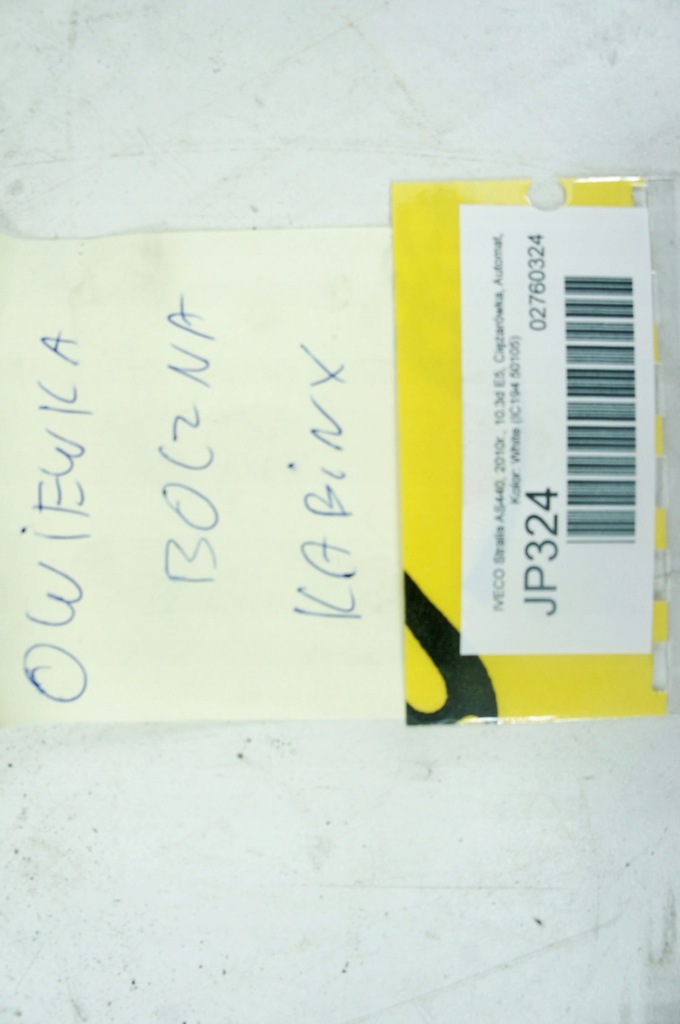 OWIEWKA
BOCZNA
KABINY
IVECO Stralis AS440, 2010r., 10.3d E5, Ciężarówka, Automat,
Kolor: White (IC194 50105)
JP324
02760324